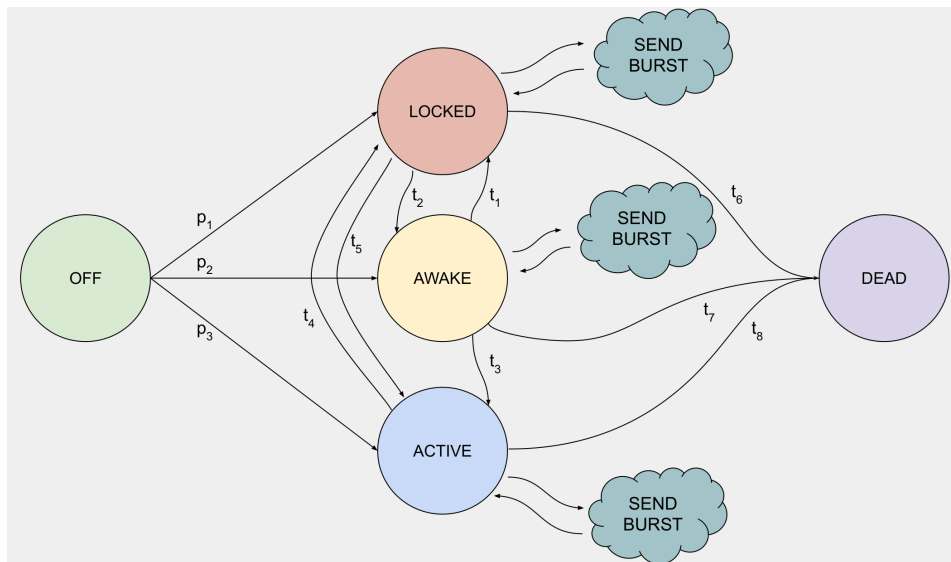 SEND
BURST
LOCKED
t6
p1
t2
t1
SEND
BURST
t5
p2
OFF
AWAKE
DEAD
t4
t7
p3
t8
t3
ACTIVE
SEND
BURST